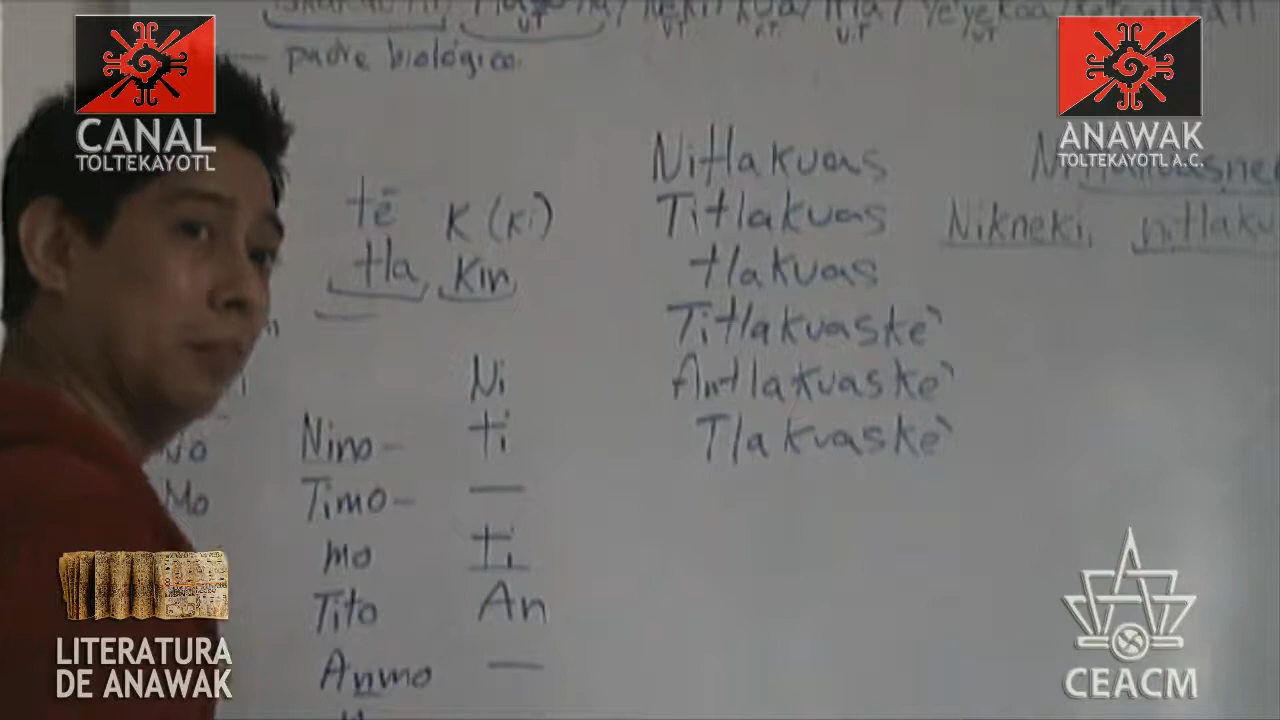 CANAL
TOLTEKAYOTL
ANAWAK
TOLTEKAYOTL A.C.
padre biológico
tē K (ki)
tla, kin
Ni
Nino- ti
Timo- —
mo ti
Tito An
Anmo —
No
Mo
Nitlakuas
Titlakuas
tlakuas
Titlakuaske`
Antlakuaske`
Tlakuaske`
Nikneki, nitlaku
LITERATURA
DE ANAWAK
CEACM